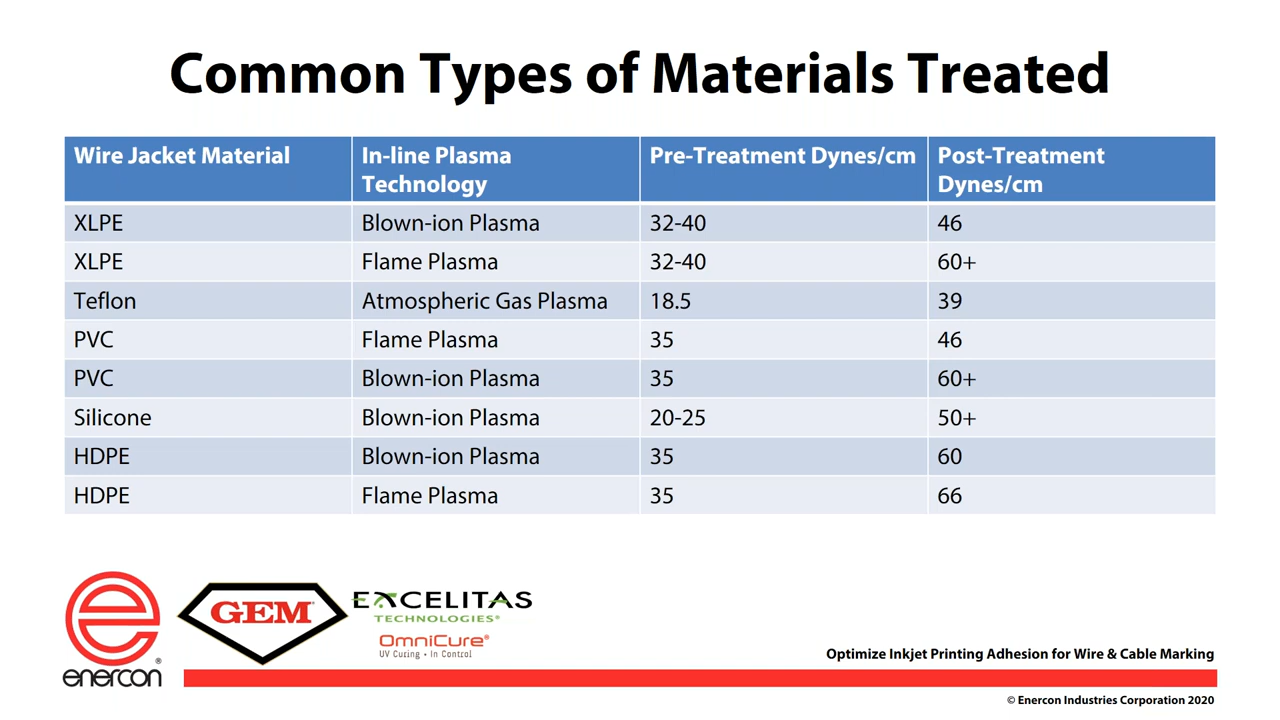 Common Types of Materials Treated
Wire Jacket Material In-line Plasma Technology Pre-Treatment Dynes/cm Post-Treatment Dynes/cm
XLPE Blown-ion Plasma 32-40 46
XLPE Flame Plasma 32-40 60+
Teflon Atmospheric Gas Plasma 18.5 39
PVC Flame Plasma 35 46
PVC Blown-ion Plasma 35 60+
Silicone Blown-ion Plasma 20-25 50+
HDPE Blown-ion Plasma 35 60
HDPE Flame Plasma 35 66
enercon®
GEM®
EXCELITAS
TECHNOLOGIES®
OmniCure®
UV Curing • In Control
Optimize Inkjet Printing Adhesion for Wire & Cable Marking
© Enercon Industries Corporation 2020